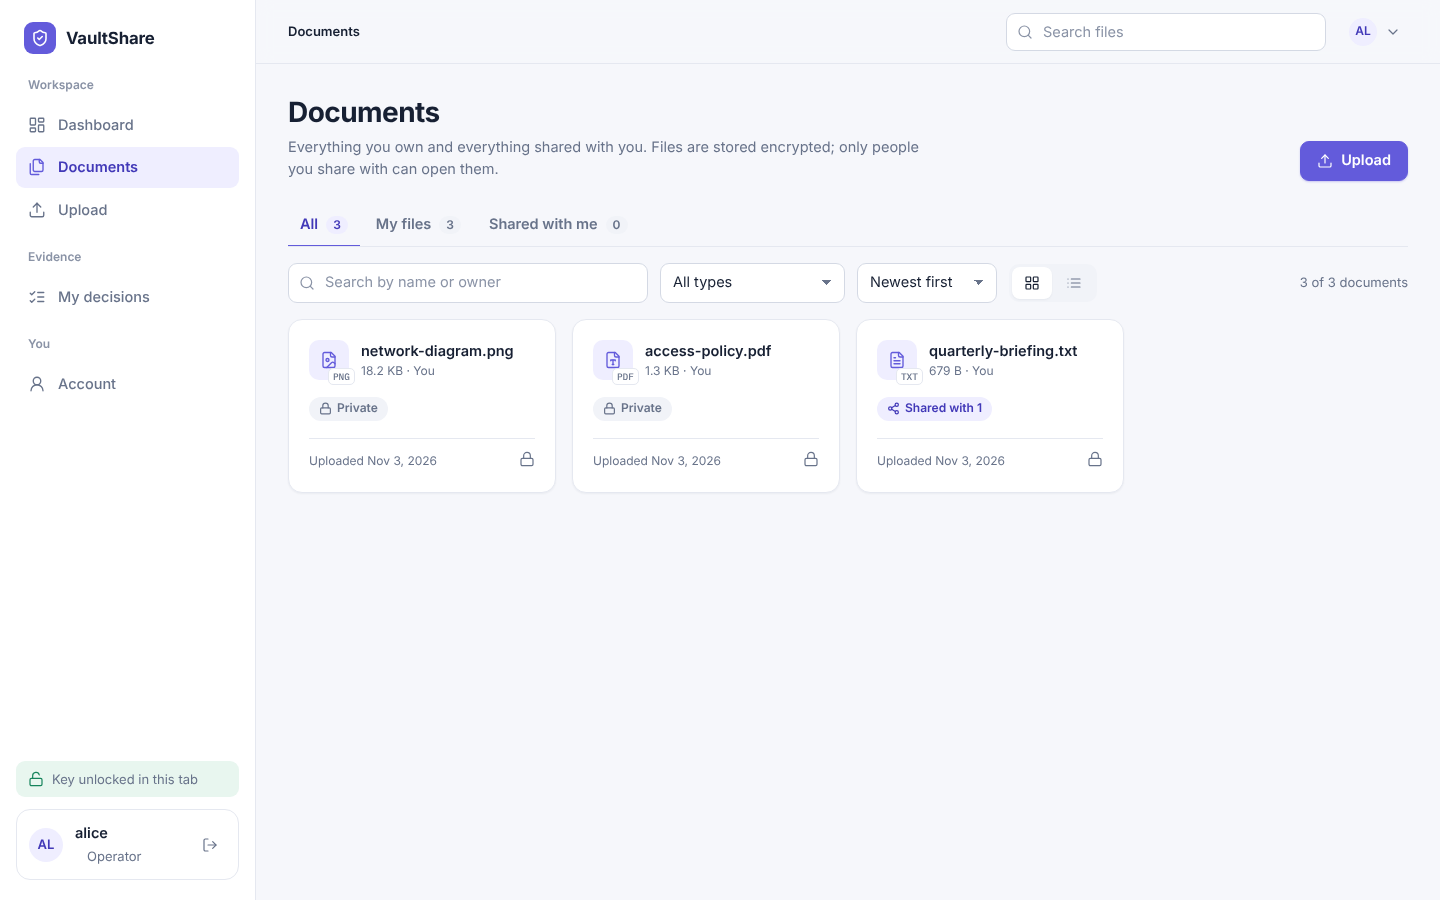 VaultShare
Workspace
Dashboard
Documents
Upload
Evidence
My decisions
You
Account
Key unlocked in this tab
AL
alice
Operator
Documents
Search files
AL
Documents
Everything you own and everything shared with you. Files are stored encrypted; only people
you share with can open them.
Upload
All 3
My files 3
Shared with me 0
Search by name or owner
All types
Newest first
3 of 3 documents
PNG
network-diagram.png
18.2 KB · You
Private
Uploaded Nov 3, 2026
PDF
access-policy.pdf
1.3 KB · You
Private
Uploaded Nov 3, 2026
TXT
quarterly-briefing.txt
679 B · You
Shared with 1
Uploaded Nov 3, 2026